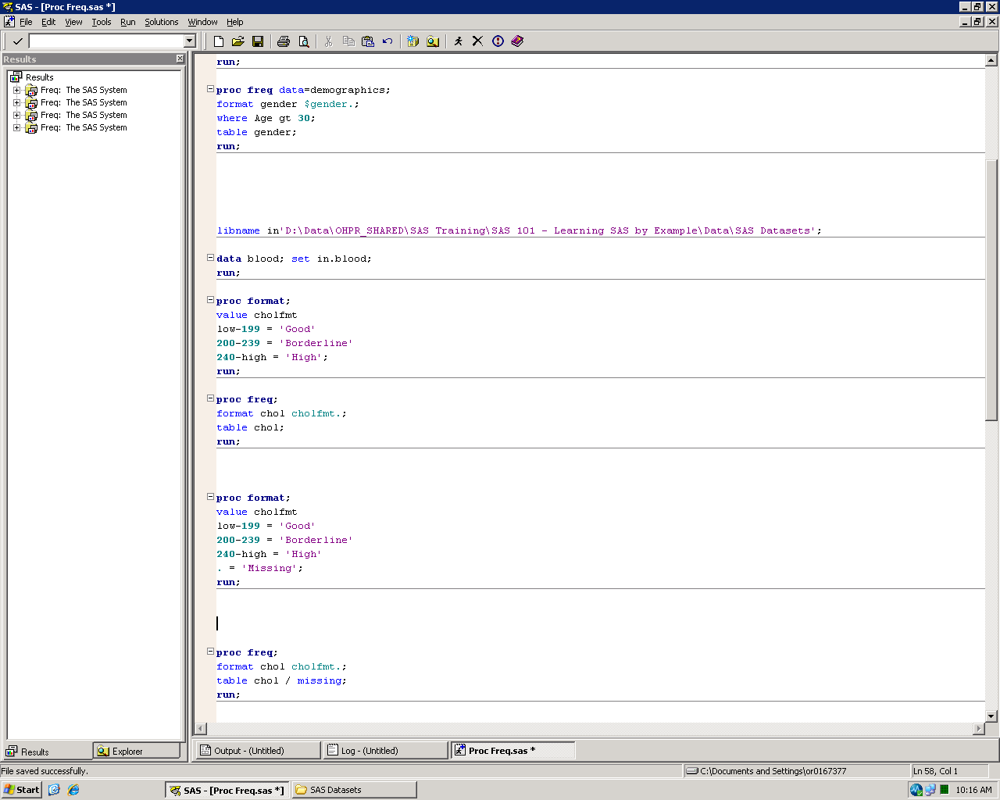 SAS - [Proc Freq.sas *]
File Edit View Tools Run Solutions Window Help
Results
Results
Freq: The SAS System
Freq: The SAS System
Freq: The SAS System
Freq: The SAS System
run;
proc freq data=demographics;
format gender $gender.;
where Age gt 30;
table gender;
run;
libname in'D:\Data\OHPR_SHARED\SAS Training\SAS 101 - Learning SAS by Example\Data\SAS Datasets';
data blood; set in.blood;
run;
proc format;
value cholfmt
low-199 = 'Good'
200-239 = 'Borderline'
240-high = 'High';
run;
proc freq;
format chol cholfmt.;
table chol;
run;
proc format;
value cholfmt
low-199 = 'Good'
200-239 = 'Borderline'
240-high = 'High'
. = 'Missing';
run;
proc freq;
format chol cholfmt.;
table chol / missing;
run;
Results Explorer
Output - (Untitled) Log - (Untitled) Proc Freq.sas *
File saved successfully. C:\Documents and Settings\or0167377 Ln 58, Col 1
Start SAS - [Proc Freq.sas *] SAS Datasets 10:16 AM